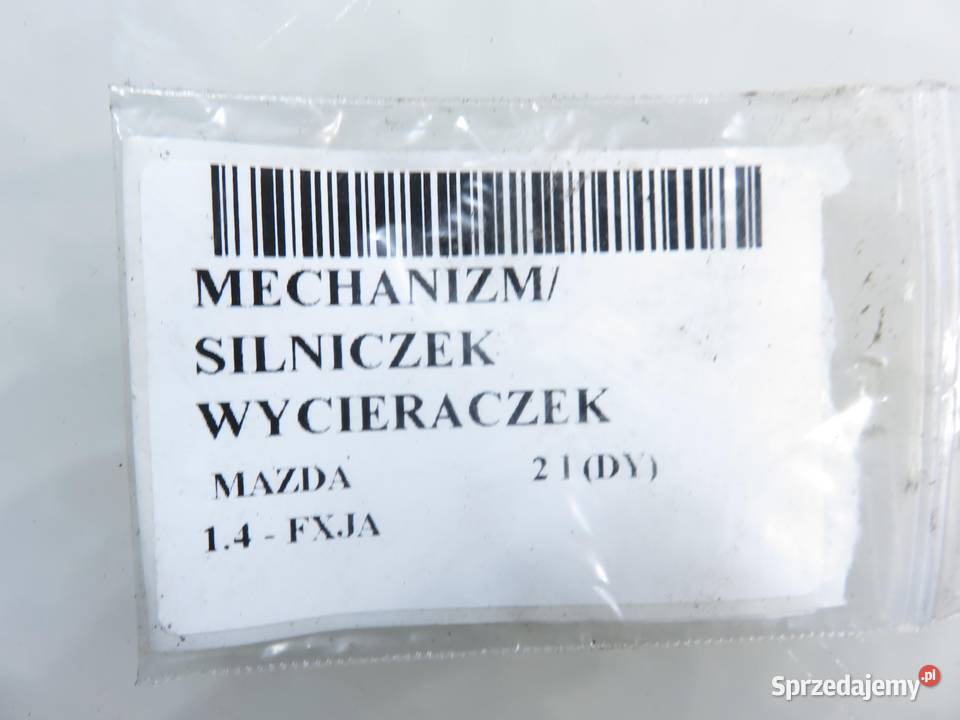 MECHANIZM/
SILNICZEK
WYCIERACZEK
MAZDA 2 I (DY)
1.4 - FXJA
Sprzedajemy.pl